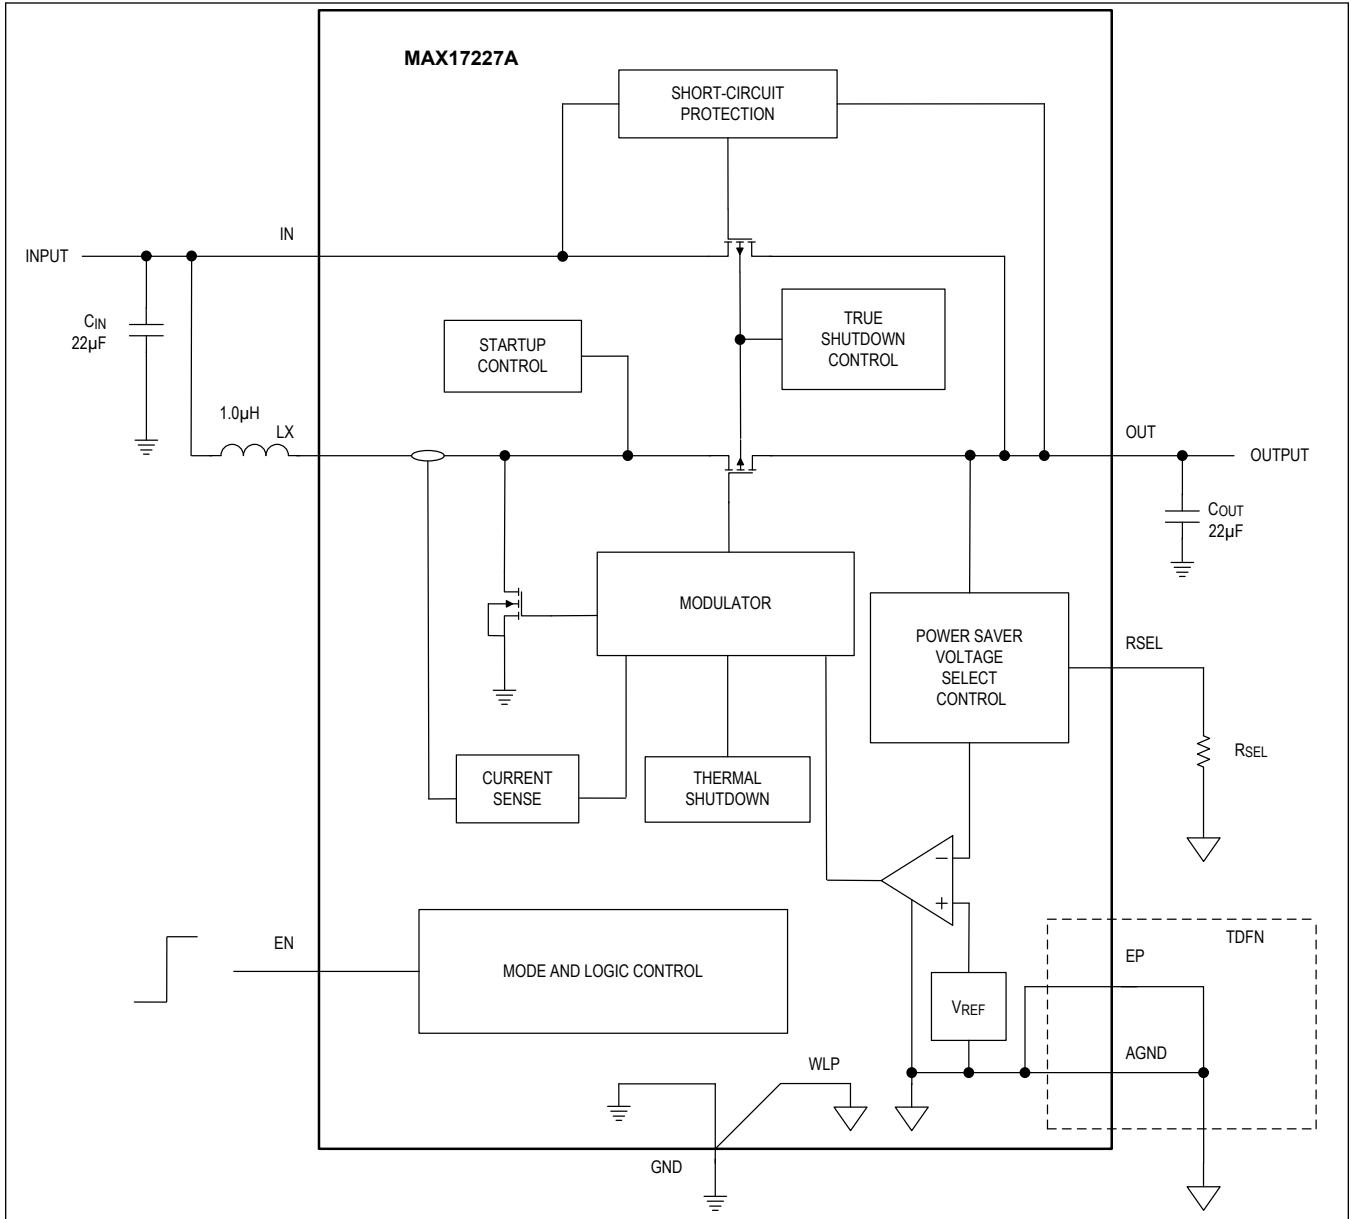 MAX17227A
SHORT-CIRCUIT
PROTECTION
IN
INPUT
CIN
22µF
STARTUP
CONTROL
TRUE
SHUTDOWN
CONTROL
1.0µH
LX
OUT
OUTPUT
COUT
22µF
MODULATOR
POWER SAVER
VOLTAGE
SELECT
CONTROL
RSEL
RSEL
CURRENT
SENSE
THERMAL
SHUTDOWN
−
+
EN
MODE AND LOGIC CONTROL
VREF
TDFN
EP
AGND
WLP
GND